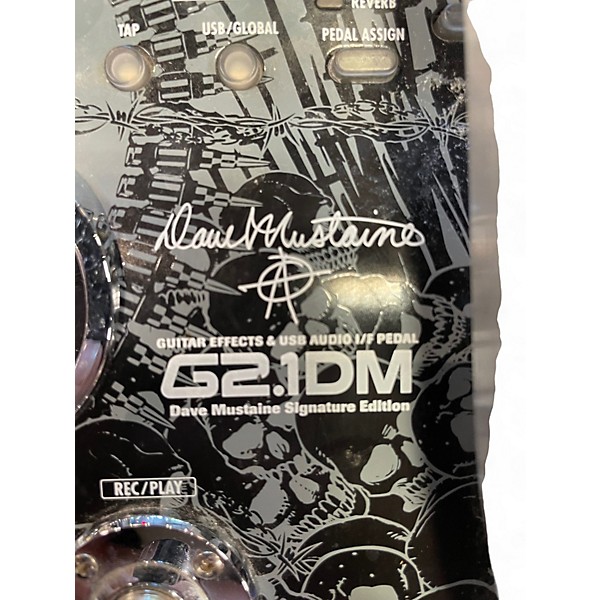 REVERB
TAP
USB/GLOBAL
PEDAL ASSIGN
Dave Mustaine
GUITAR EFFECTS & USB AUDIO I/F PEDAL
G2.1DM
Dave Mustaine Signature Edition
REC/PLAY